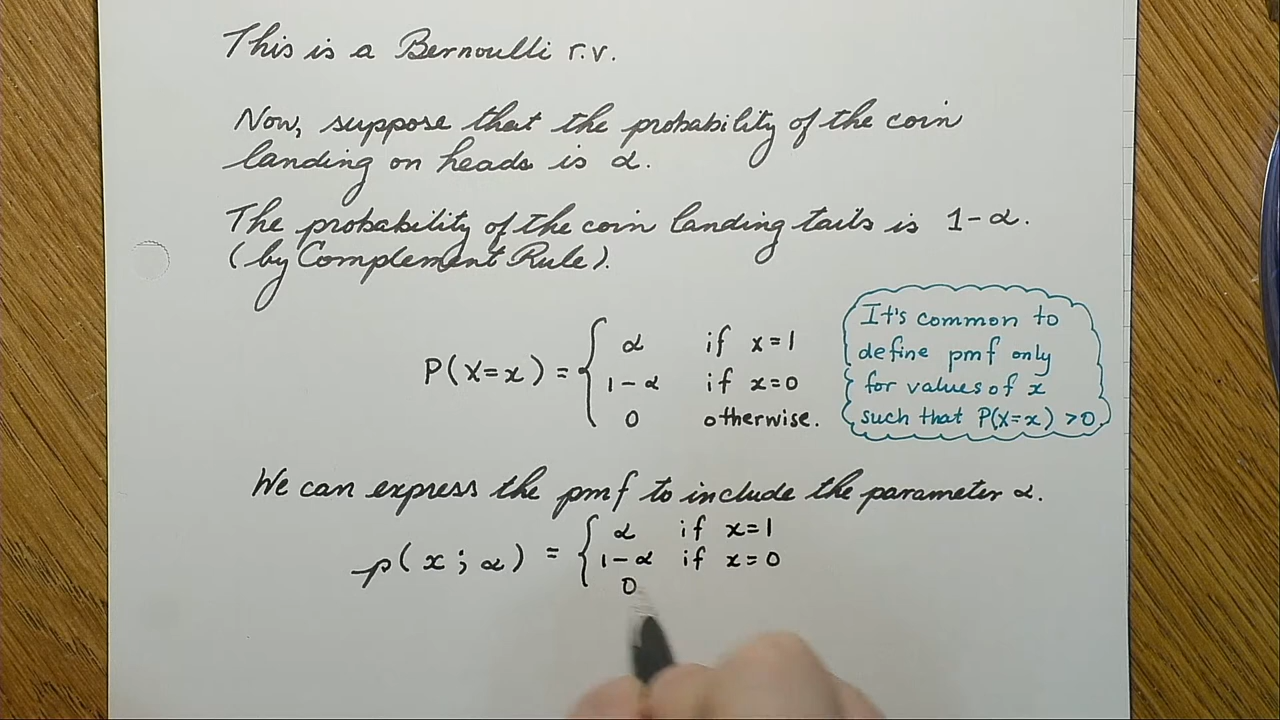 This is a Bernoulli r.v.
Now, suppose that the probability of the coin
landing on heads is α.
The probability of the coin landing tails is 1-α.
(by Complement Rule).
P(X=x) = { α if x=1
1-α if x=0
0 otherwise.
It's common to
define pmf only
for values of x
such that P(X=x) >0
We can express the pmf to include the parameter α.
p(x; α) = { α if x=1
1-α if x=0
0